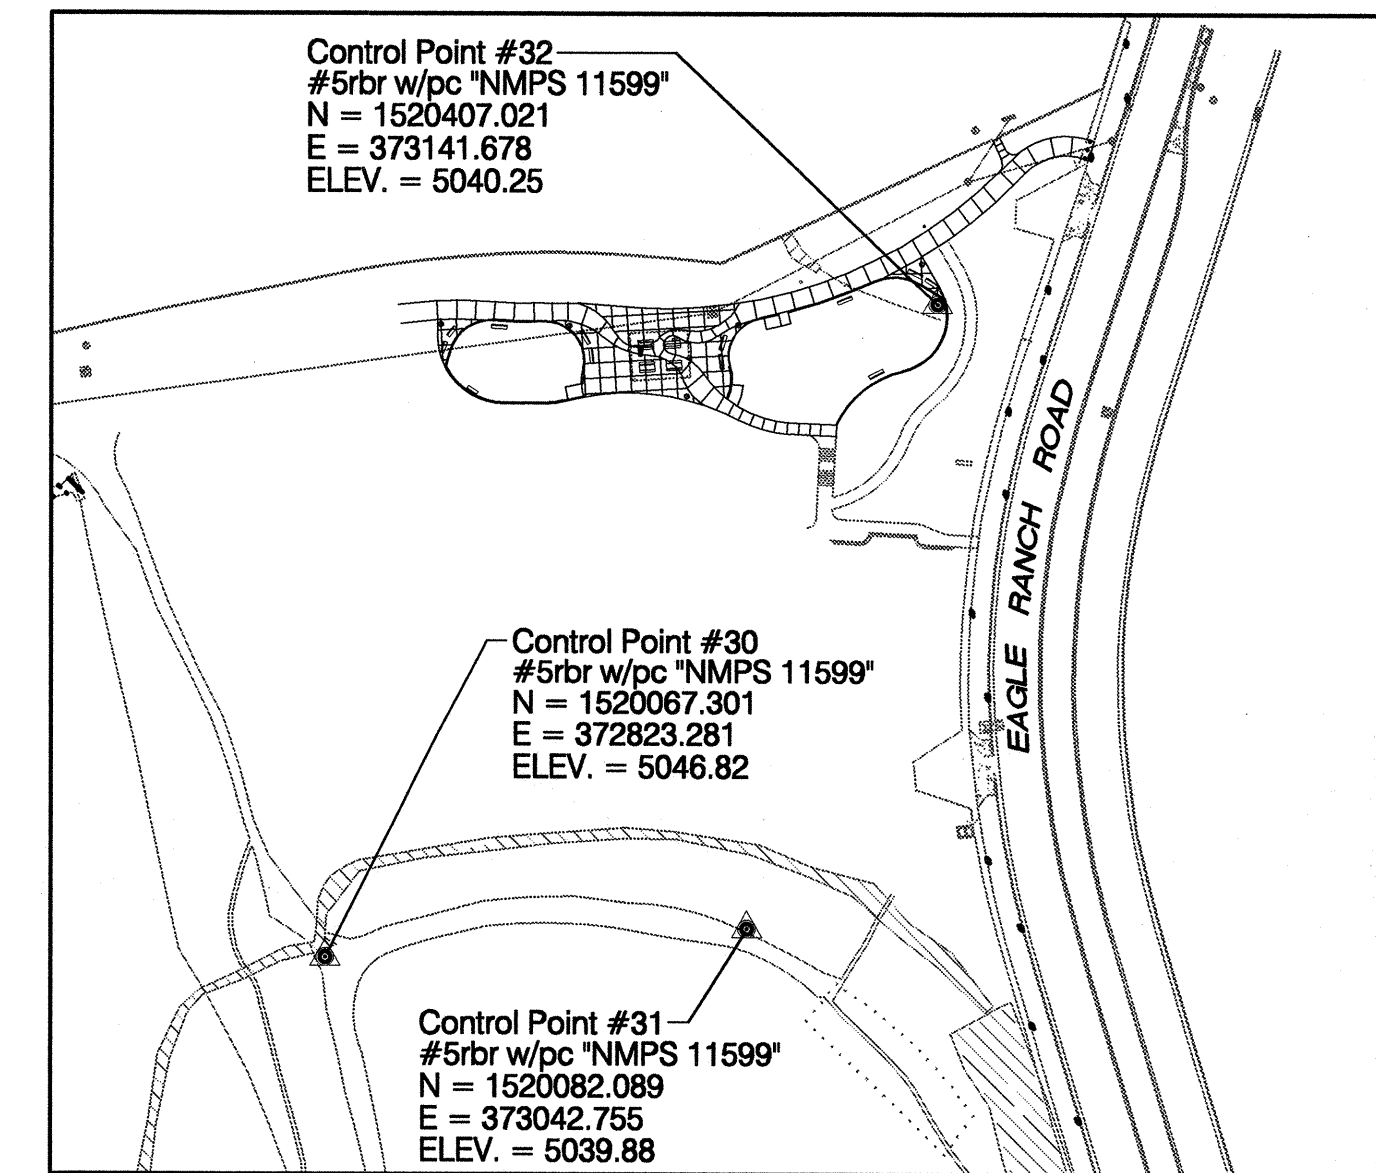 Control Point #32
#5rbr w/pc "NMPS 11599"
N = 1520407.021
E = 373141.678
ELEV. = 5040.25
EAGLE RANCH ROAD
Control Point #30
#5rbr w/pc "NMPS 11599"
N = 1520067.301
E = 372823.281
ELEV. = 5046.82
Control Point #31
#5rbr w/pc "NMPS 11599"
N = 1520082.089
E = 373042.755
ELEV. = 5039.88